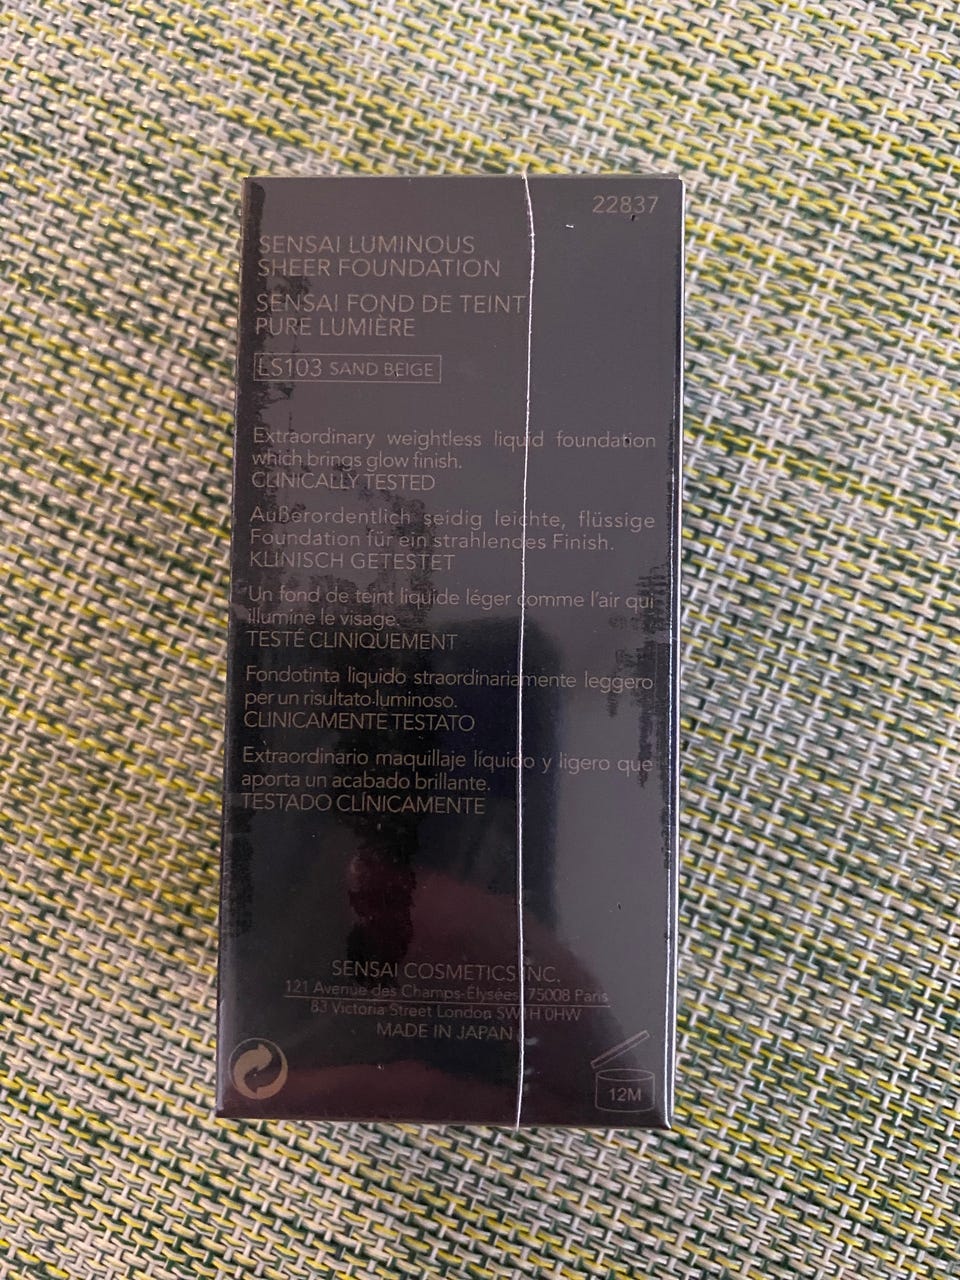 22837
SENSAI LUMINOUS
SHEER FOUNDATION
SENSAI FOND DE TEINT
PURE LUMIÈRE
LS103 SAND BEIGE
Extraordinary weightless liquid foundation
which brings glow finish.
CLINICALLY TESTED
Außerordentlich seidig leichte, flüssige
Foundation für ein strahlendes Finish.
KLINISCH GETESTET
Un fond de teint liquide léger comme l'air qui
illumine le visage.
TESTÉ CLINIQUEMENT
Fondotinta liquido straordinariamente leggero
per un risultato luminoso.
CLINICAMENTE TESTATO
Extraordinario maquillaje líquido y ligero que
aporta un acabado brillante.
TESTADO CLÍNICAMENTE
SENSAI COSMETICS INC.
121 Avenue des Champs-Élysées 75008 Paris
83 Victoria Street London SW1H 0HW
MADE IN JAPAN
12M